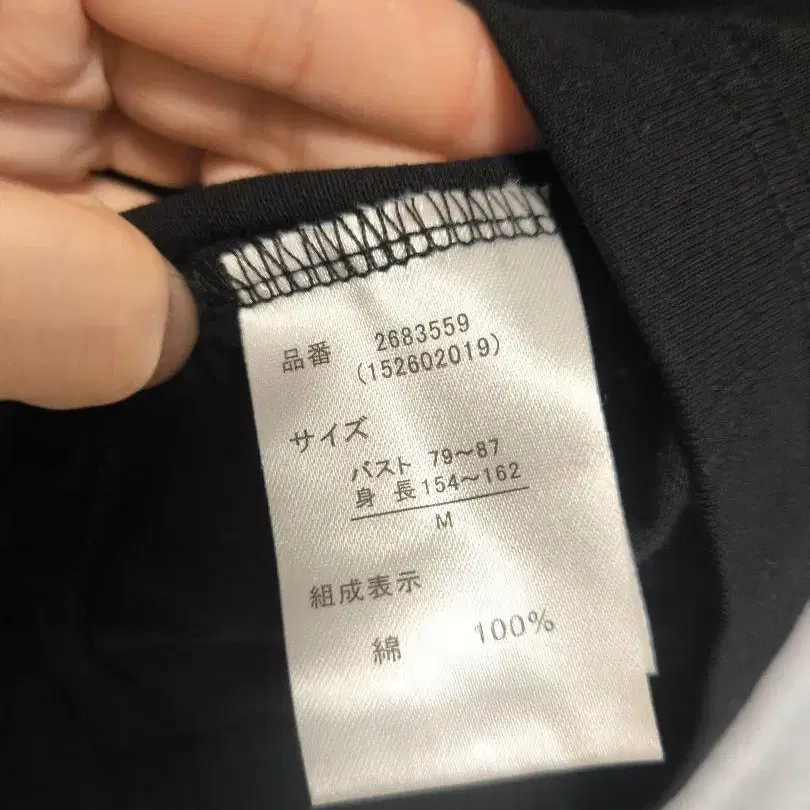 品番 2683559
(152602019)
サイズ
バスト 79～87
身長 154～162
M
組成表示
綿 100%